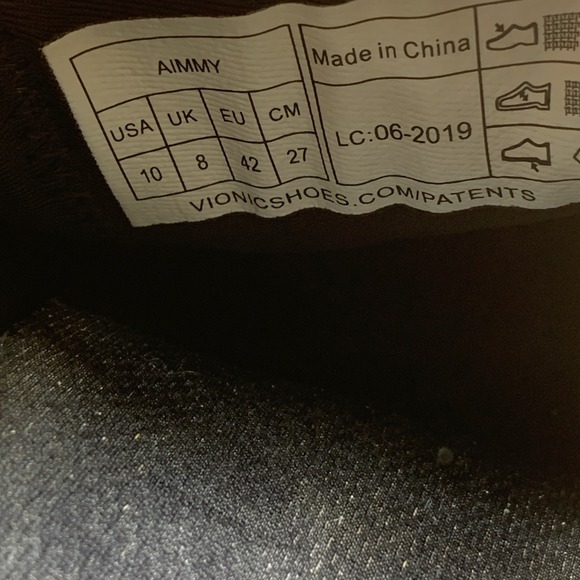 AIMMY
USA UK EU CM
10 8 42 27
Made in China
LC:06-2019
VIONICSHOES.COM/PATENTS